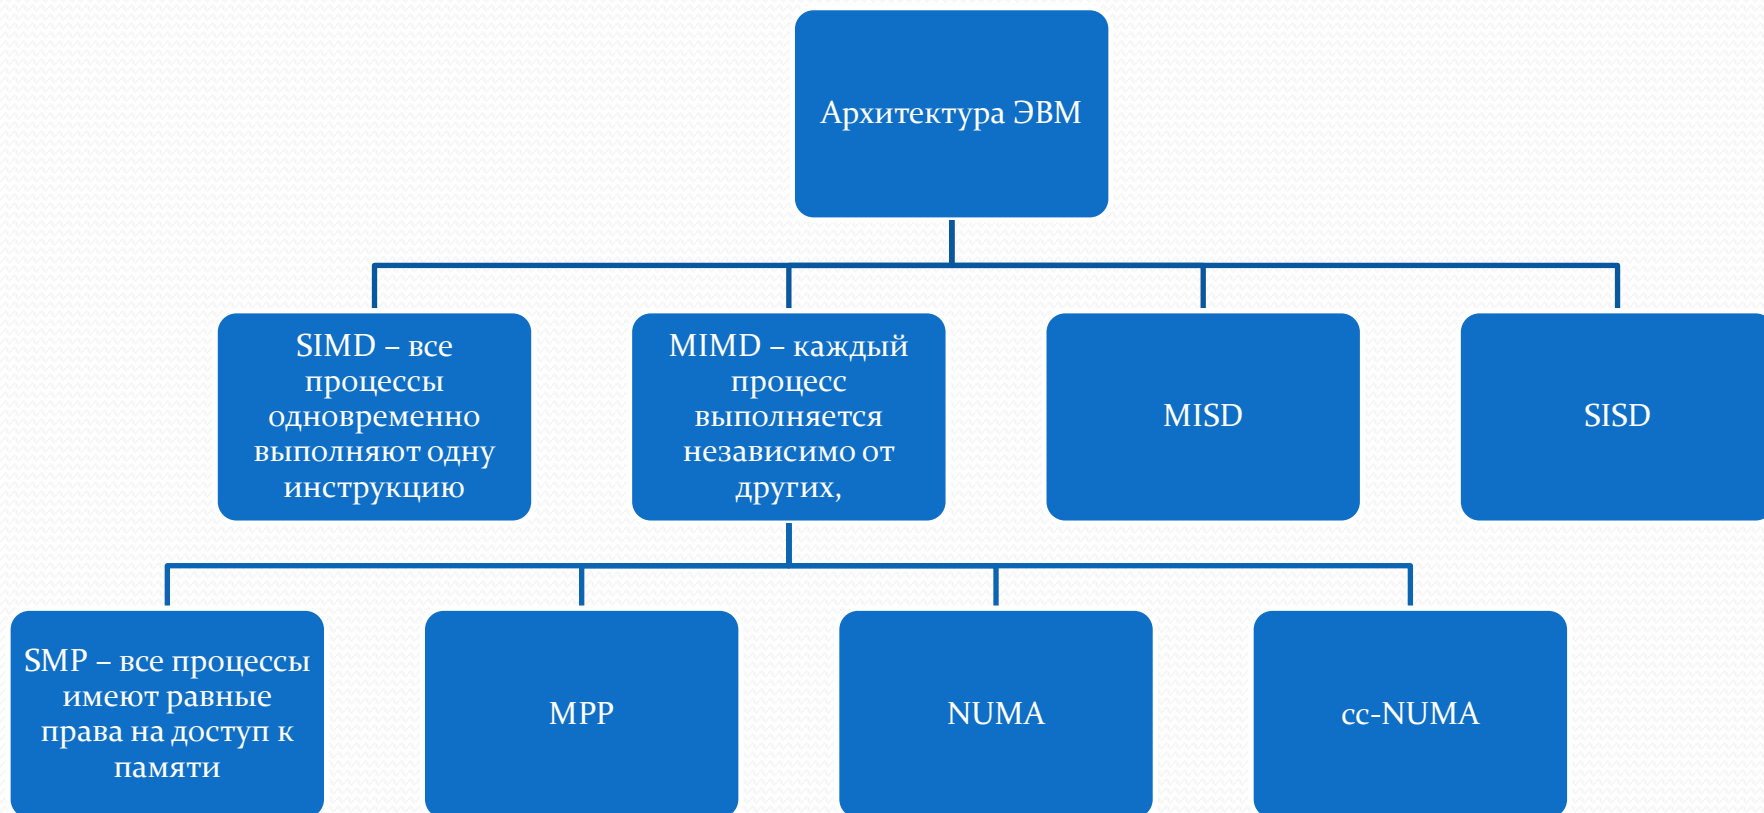 Архитектура ЭВМ
SIMD – все
процессы
одновременно
выполняют одну
инструкцию
MIMD – каждый
процесс
выполняется
независимо от
других,
MISD
SISD
SMP – все процессы
имеют равные
права на доступ к
памяти
MPP
NUMA
cc-NUMA